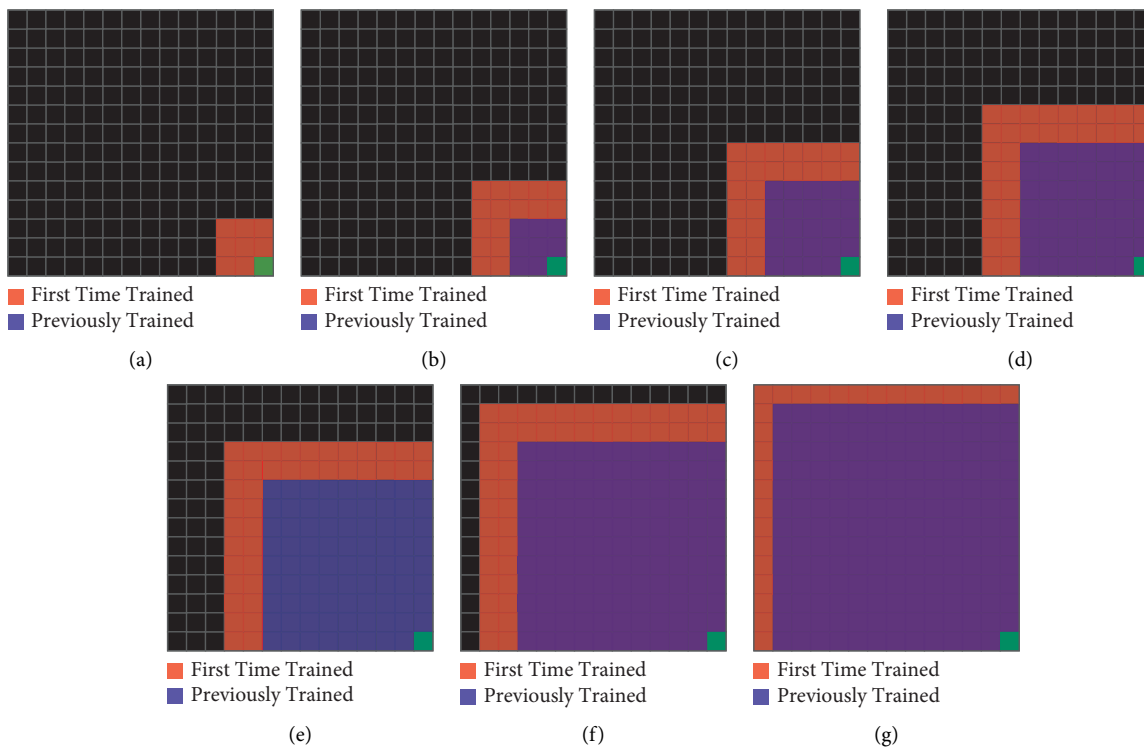 First Time Trained
Previously Trained
(a)
First Time Trained
Previously Trained
(b)
First Time Trained
Previously Trained
(c)
First Time Trained
Previously Trained
(d)
First Time Trained
Previously Trained
(e)
First Time Trained
Previously Trained
(f)
First Time Trained
Previously Trained
(g)